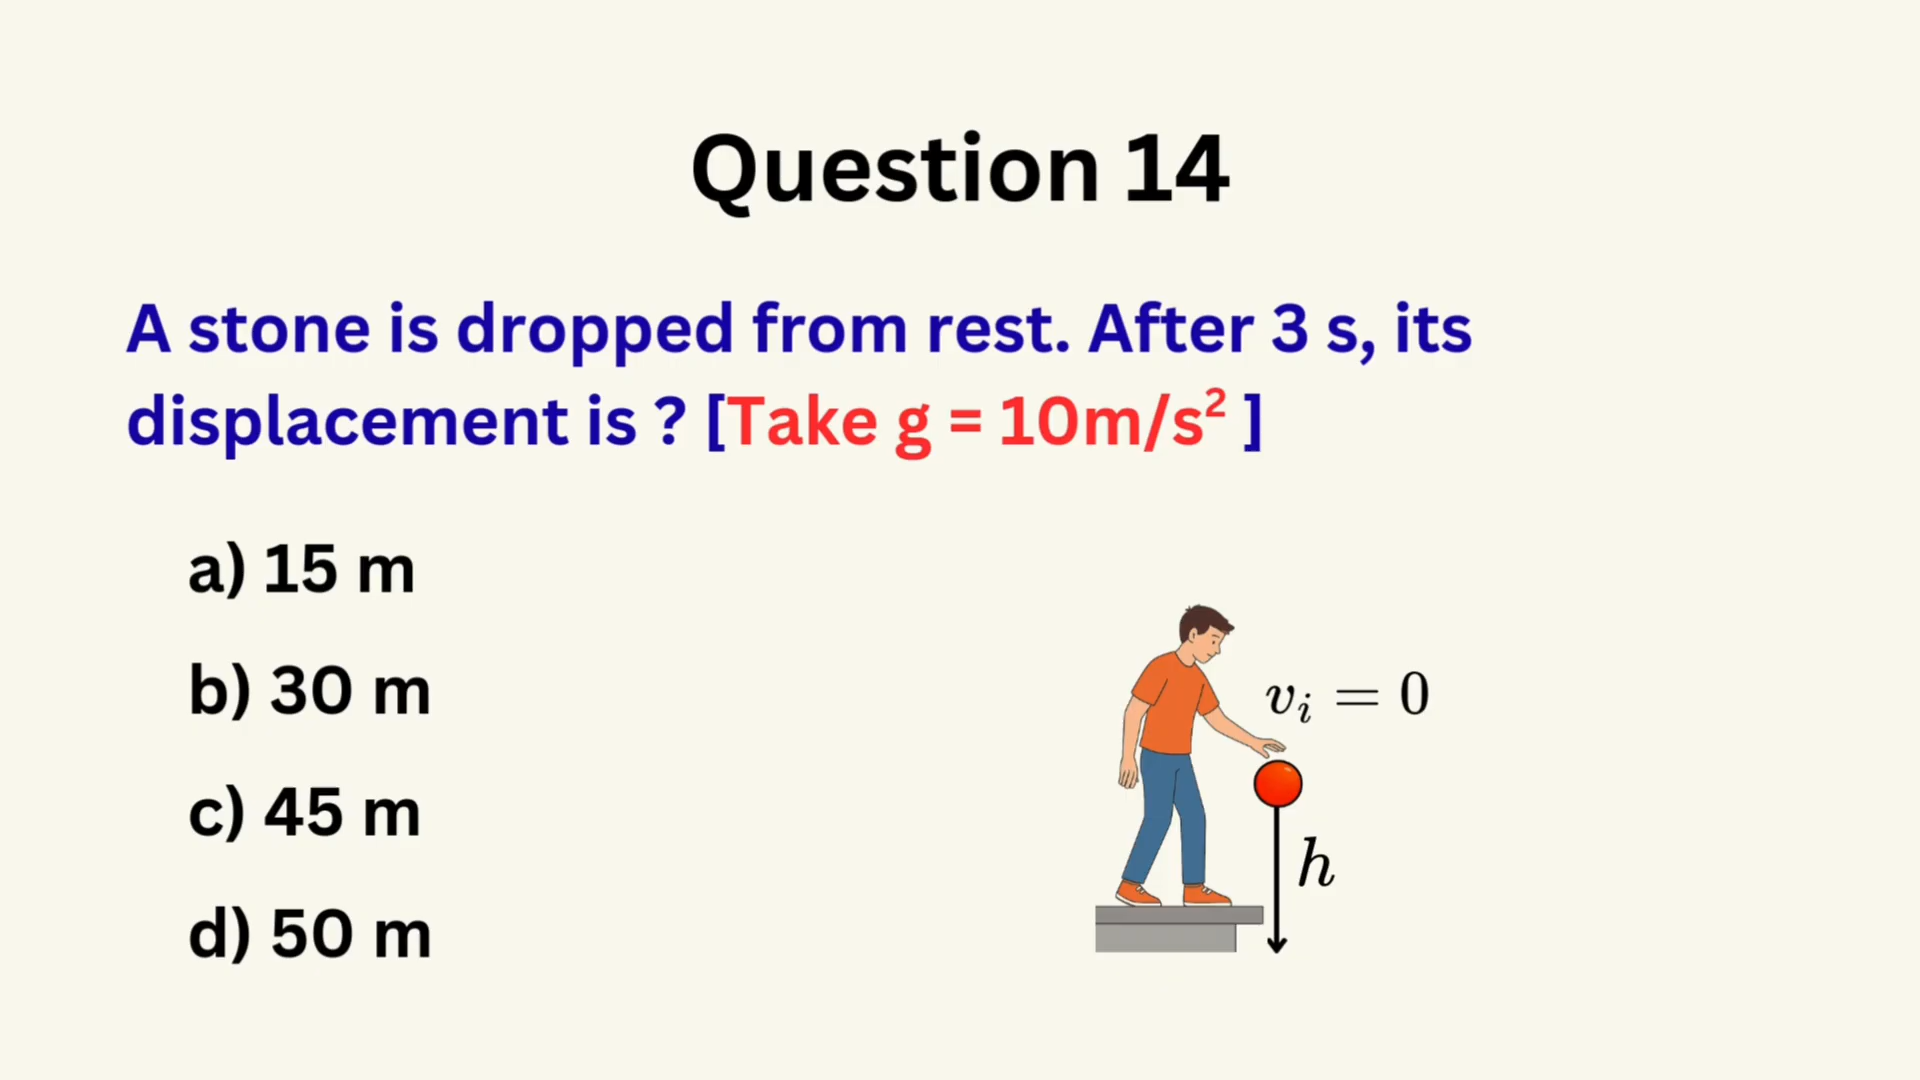 Question 14
A stone is dropped from rest. After 3 s, its
displacement is ? [Take g = 10m/s² ]
a) 15 m
b) 30 m
c) 45 m
d) 50 m
vᵢ = 0
h